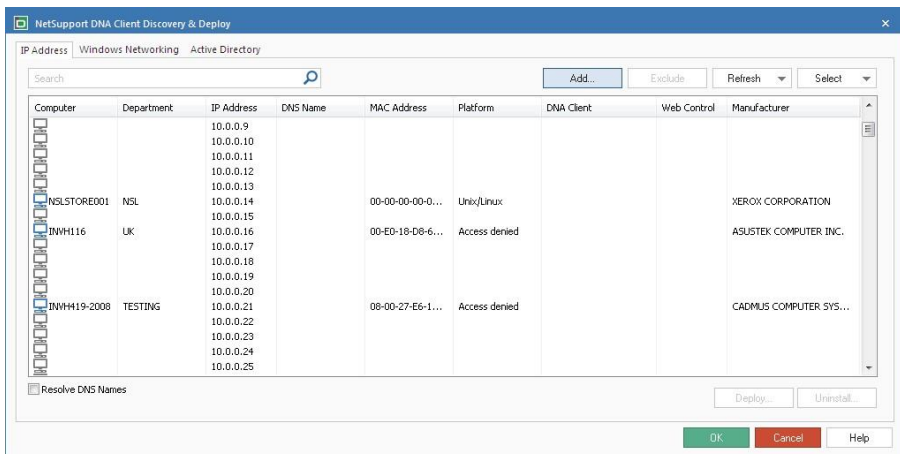 NetSupport DNA Client Discovery & Deploy
IP Address Windows Networking Active Directory
Search Add... Exclude Refresh Select
Computer Department IP Address DNS Name MAC Address Platform DNA Client Web Control Manufacturer
10.0.0.9
10.0.0.10
10.0.0.11
10.0.0.12
10.0.0.13
NSLSTORE001 NSL 10.0.0.14 00-00-00-00-0... Unix/Linux XEROX CORPORATION
10.0.0.15
INVH116 UK 10.0.0.16 00-E0-18-D8-6... Access denied ASUSTEK COMPUTER INC.
10.0.0.17
10.0.0.18
10.0.0.19
10.0.0.20
INVH419-2008 TESTING 10.0.0.21 08-00-27-E6-1... Access denied CADMUS COMPUTER SYS...
10.0.0.22
10.0.0.23
10.0.0.24
10.0.0.25
Resolve DNS Names
Deploy... Uninstall...
OK Cancel Help